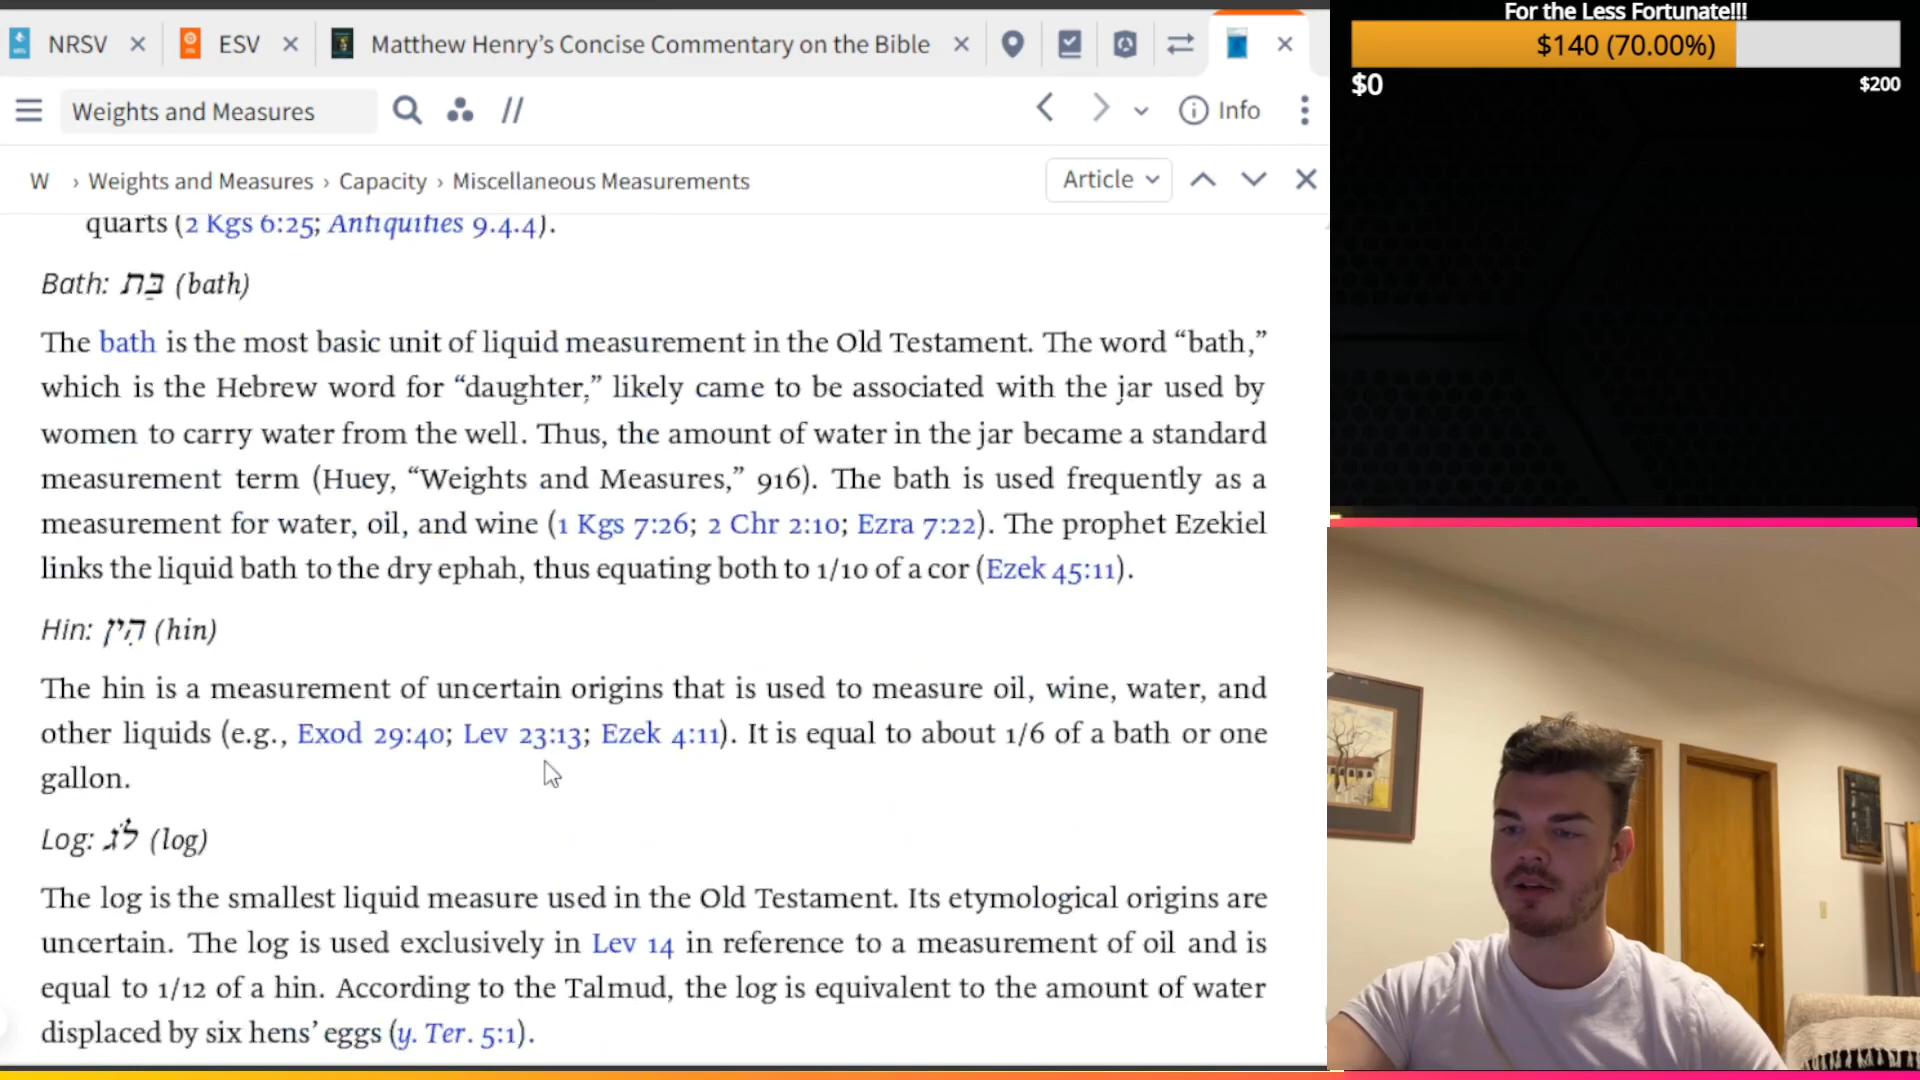 NRSV ESV Matthew Henry's Concise Commentary on the Bible
Weights and Measures Info
W › Weights and Measures › Capacity › Miscellaneous Measurements Article
quarts (2 Kgs 6:25; Antiquities 9.4.4).
Bath: בַּת (bath)
The bath is the most basic unit of liquid measurement in the Old Testament. The word “bath,”
which is the Hebrew word for “daughter,” likely came to be associated with the jar used by
women to carry water from the well. Thus, the amount of water in the jar became a standard
measurement term (Huey, “Weights and Measures,” 916). The bath is used frequently as a
measurement for water, oil, and wine (1 Kgs 7:26; 2 Chr 2:10; Ezra 7:22). The prophet Ezekiel
links the liquid bath to the dry ephah, thus equating both to 1/10 of a cor (Ezek 45:11).
Hin: הִין (hin)
The hin is a measurement of uncertain origins that is used to measure oil, wine, water, and
other liquids (e.g., Exod 29:40; Lev 23:13; Ezek 4:11). It is equal to about 1/6 of a bath or one
gallon.
Log: לֹג (log)
The log is the smallest liquid measure used in the Old Testament. Its etymological origins are
uncertain. The log is used exclusively in Lev 14 in reference to a measurement of oil and is
equal to 1/12 of a hin. According to the Talmud, the log is equivalent to the amount of water
displaced by six hens’ eggs (y. Ter. 5:1).
For the Less Fortunate!!!
$140 (70.00%)
$0 $200